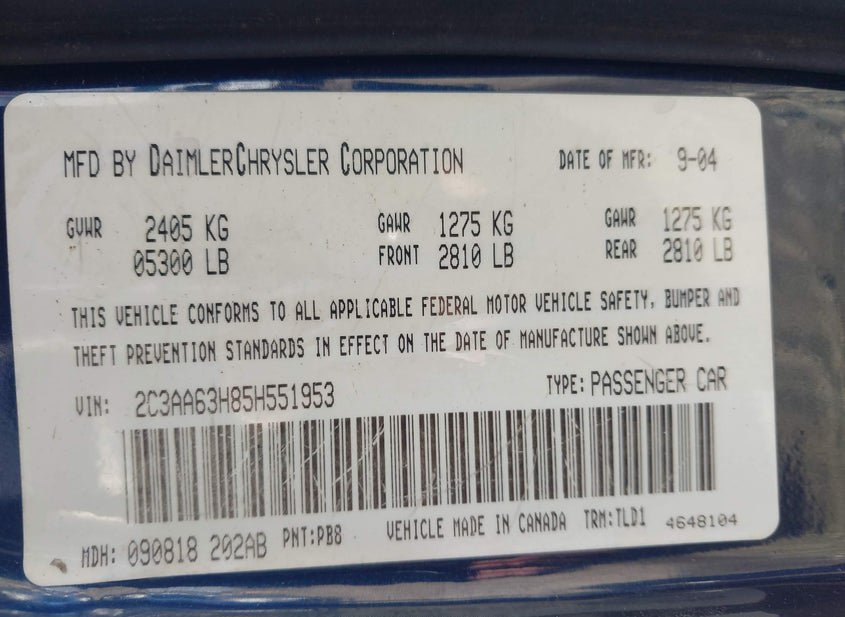 MFD BY DAIMLERCHRYSLER CORPORATION DATE OF MFR: 9-04
GVWR 2405 KG GAWR 1275 KG GAWR 1275 KG
05300 LB FRONT 2810 LB REAR 2810 LB
THIS VEHICLE CONFORMS TO ALL APPLICABLE FEDERAL MOTOR VEHICLE SAFETY, BUMPER AND
THEFT PREVENTION STANDARDS IN EFFECT ON THE DATE OF MANUFACTURE SHOWN ABOVE.
VIN: 2C3AA63H85H551953 TYPE: PASSENGER CAR
MDH: 090818 202AB PNT:PB8 VEHICLE MADE IN CANADA TRM:TLD1 4648104